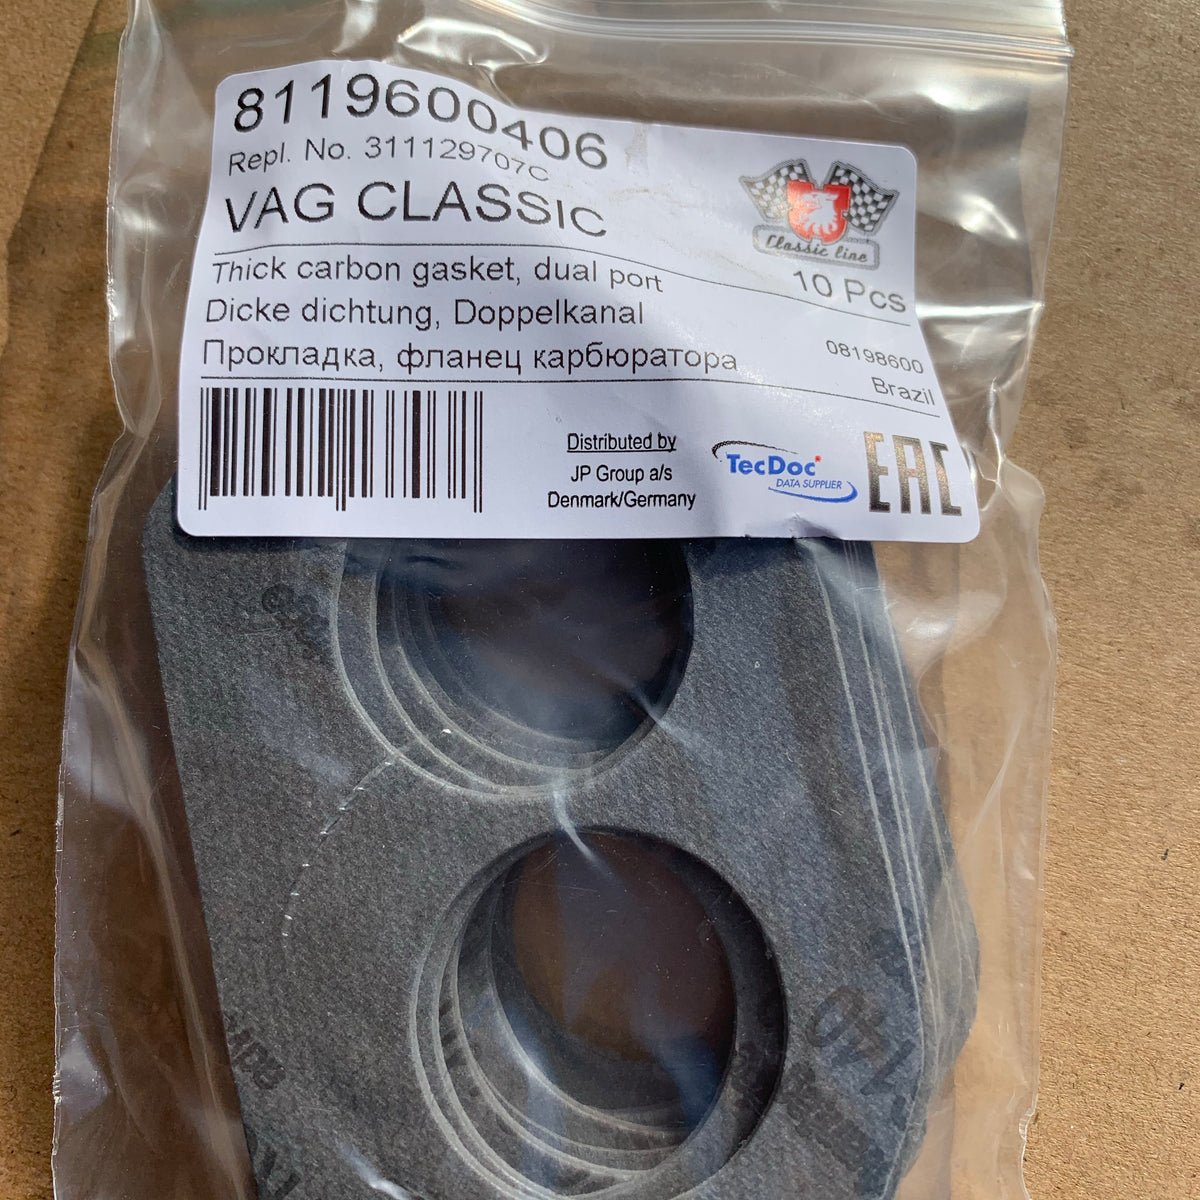 8119600406
Repl. No. 311129707C
VAG CLASSIC
Classic line
10 Pcs
Thick carbon gasket, dual port
Dicke dichtung, Doppelkanal
Прокладка, фланец карбюратора
08198600
Brazil
Distributed by
JP Group a/s
Denmark/Germany
TecDoc
DATA SUPPLIER
EAC